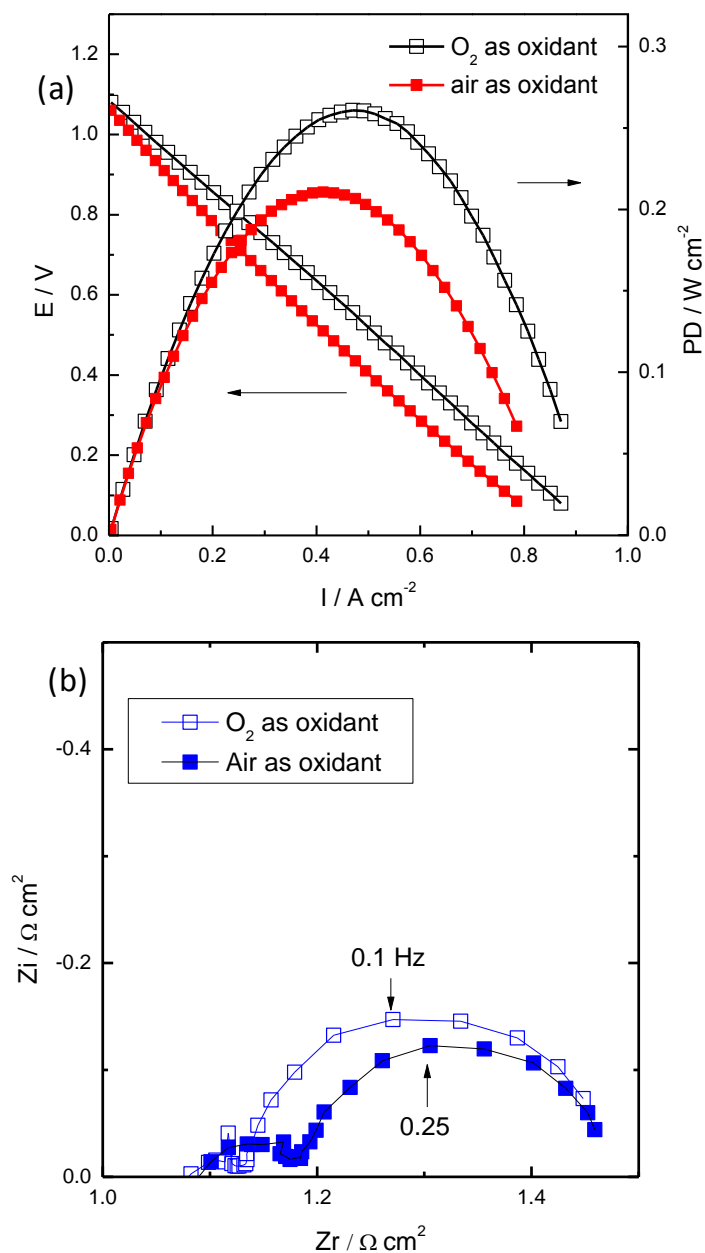 (a)
O₂ as oxidant
air as oxidant
E / V
1.2
1.0
0.8
0.6
0.4
0.2
0.0
0.3
0.2
0.1
0.0
PD / W cm⁻²
0.0 0.2 0.4 0.6 0.8 1.0
I / A cm⁻²
(b)
O₂ as oxidant
Air as oxidant
Zi / Ω cm²
-0.4
-0.2
0.0
0.1 Hz
0.25
1.0 1.2 1.4
Zr / Ω cm²